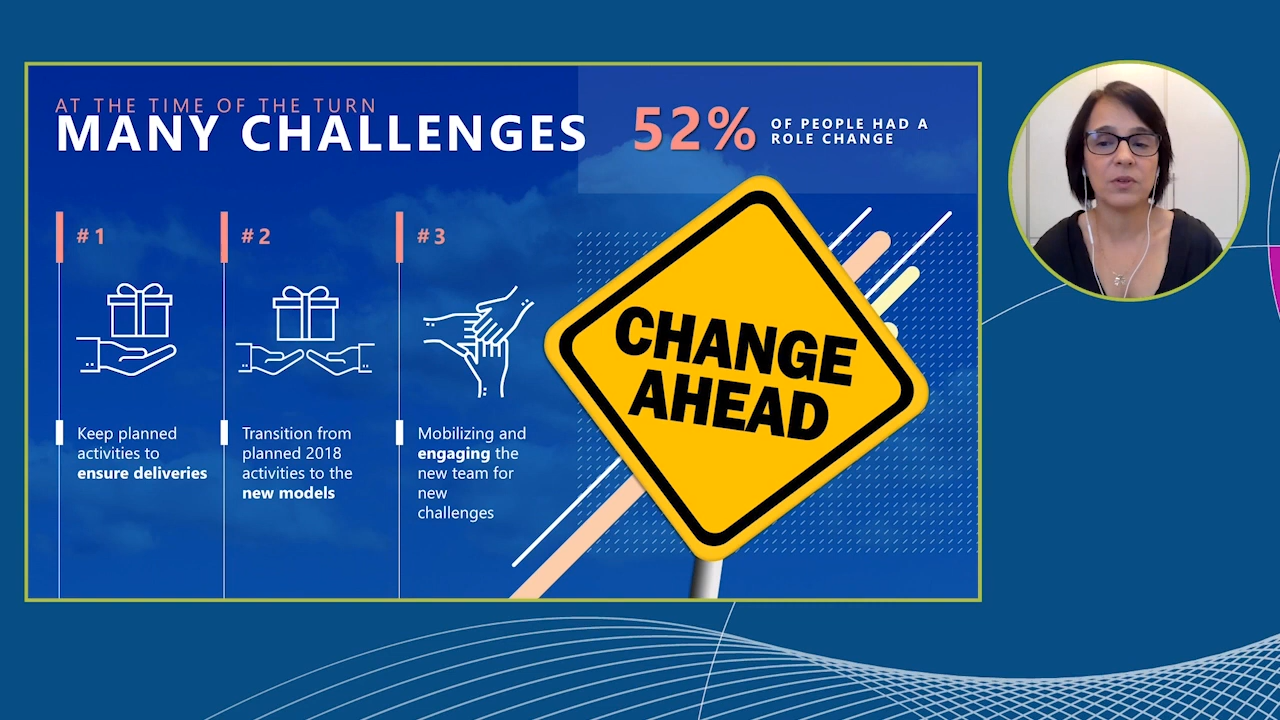 AT THE TIME OF THE TURN
MANY CHALLENGES
52%
OF PEOPLE HAD A
ROLE CHANGE
#1
Keep planned
activities to
ensure deliveries
#2
Transition from
planned 2018
activities to the
new models
#3
Mobilizing and
engaging the
new team for
new
challenges
CHANGE
AHEAD